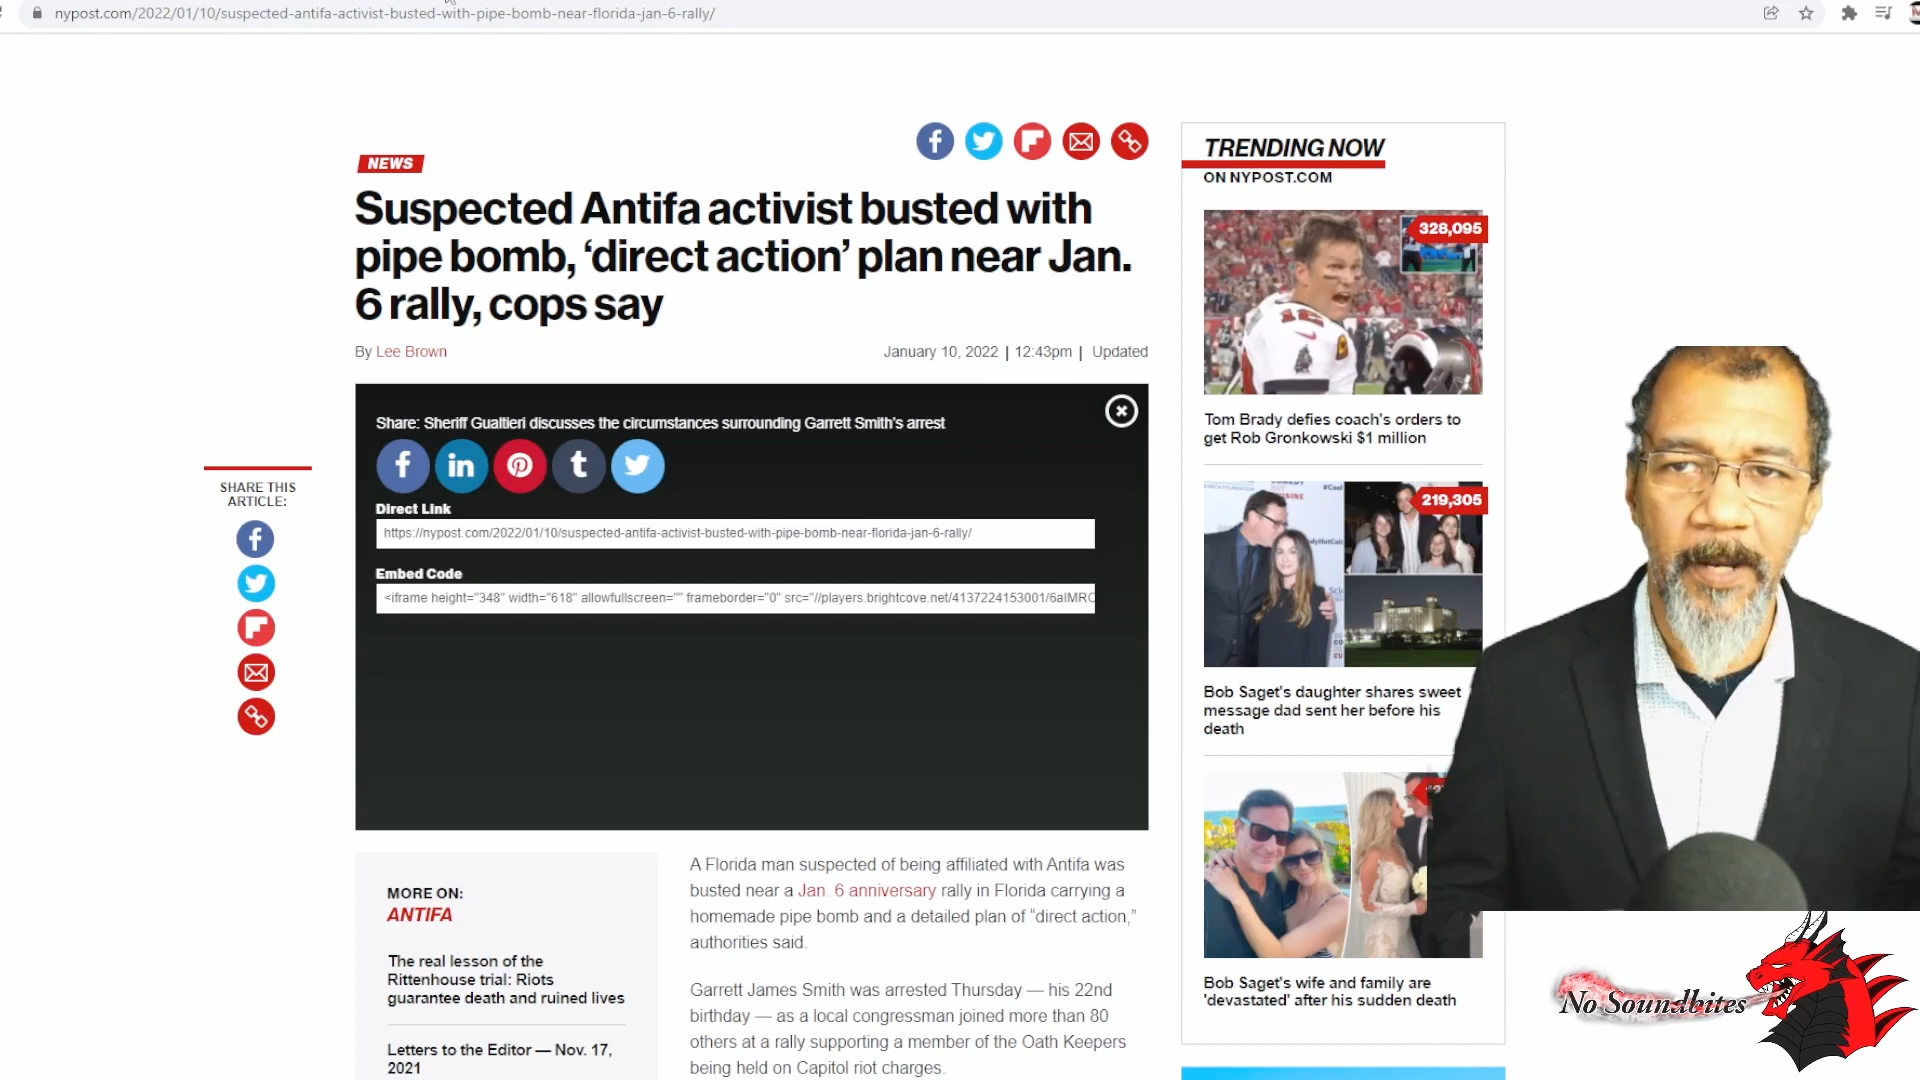 nypost.com/2022/01/10/suspected-antifa-activist-busted-with-pipe-bomb-near-florida-jan-6-rally/
NEWS
Suspected Antifa activist busted with
pipe bomb, ‘direct action’ plan near Jan.
6 rally, cops say
By Lee Brown
January 10, 2022 | 12:43pm | Updated
Share: Sheriff Gualtieri discusses the circumstances surrounding Garrett Smith's arrest
Direct Link
https://nypost.com/2022/01/10/suspected-antifa-activist-busted-with-pipe-bomb-near-florida-jan-6-rally/
Embed Code
<iframe height="348" width="618" allowfullscreen="" frameborder="0" src="//players.brightcove.net/4137224153001/6aIMRC
SHARE THIS
ARTICLE:
MORE ON:
ANTIFA
The real lesson of the
Rittenhouse trial: Riots
guarantee death and ruined lives
Letters to the Editor — Nov. 17,
2021
A Florida man suspected of being affiliated with Antifa was
busted near a Jan. 6 anniversary rally in Florida carrying a
homemade pipe bomb and a detailed plan of “direct action,”
authorities said.
Garrett James Smith was arrested Thursday — his 22nd
birthday — as a local congressman joined more than 80
others at a rally supporting a member of the Oath Keepers
being held on Capitol riot charges.
TRENDING NOW
ON NYPOST.COM
328,095
12
Tom Brady defies coach's orders to
get Rob Gronkowski $1 million
219,305
Bob Saget's daughter shares sweet
message dad sent her before his
death
Bob Saget's wife and family are
'devastated' after his sudden death
No Soundbites